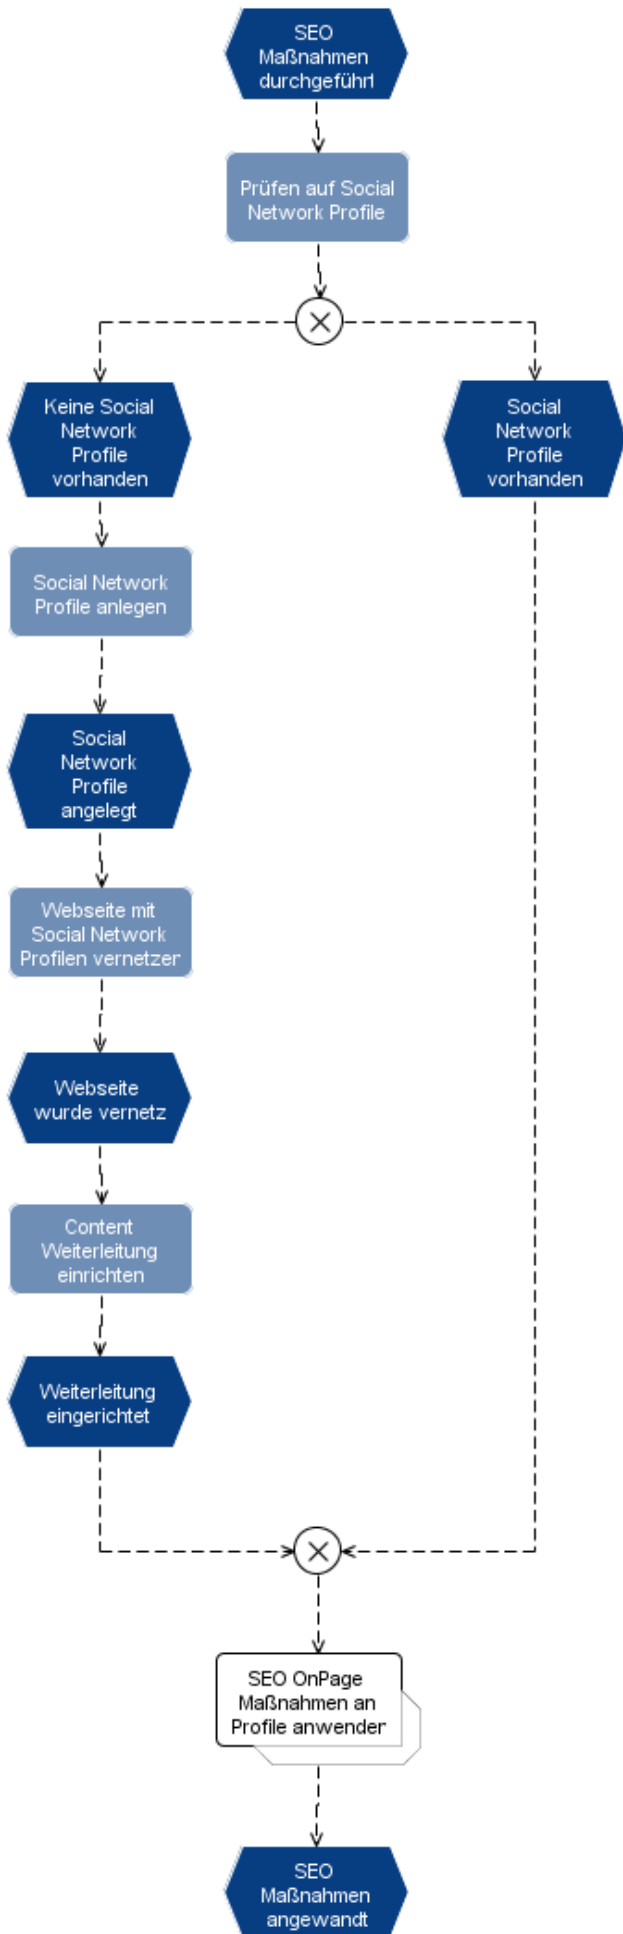 SEO
Maßnahmen
durchgeführt
Prüfen auf Social
Network Profile
Keine Social
Network
Profile
vorhanden
Social
Network
Profile
vorhanden
Social Network
Profile anlegen
Social
Network
Profile
angelegt
Webseite mit
Social Network
Profilen vernetzen
Webseite
wurde vernetz
Content
Weiterleitung
einrichten
Weiterleitung
eingerichtet
SEO OnPage
Maßnahmen an
Profile anwenden
SEO
Maßnahmen
angewandt